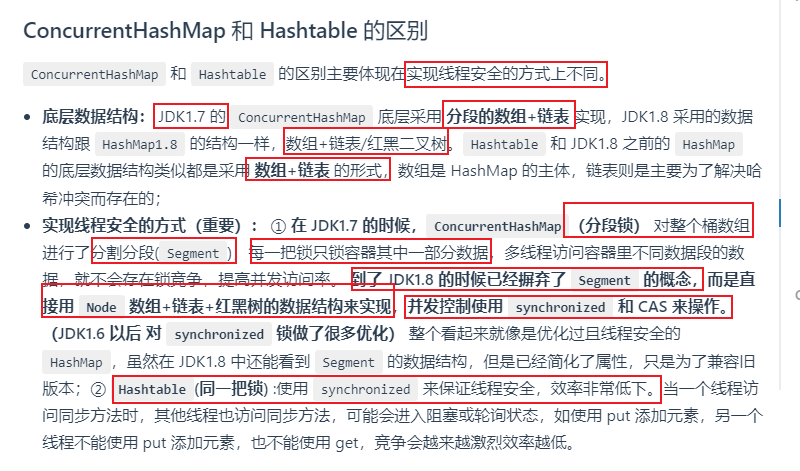 ConcurrentHashMap 和 Hashtable 的区别
ConcurrentHashMap 和 Hashtable 的区别主要体现在实现线程安全的方式上不同。
• 底层数据结构：JDK1.7 的 ConcurrentHashMap 底层采用 分段的数组+链表 实现，JDK1.8 采用的数据
结构跟 HashMap1.8 的结构一样，数组+链表/红黑二叉树。Hashtable 和 JDK1.8 之前的 HashMap
的底层数据结构类似都是采用 数组+链表 的形式，数组是 HashMap 的主体，链表则是主要为了解决哈
希冲突而存在的；
• 实现线程安全的方式（重要）： ① 在 JDK1.7 的时候，ConcurrentHashMap （分段锁） 对整个桶数组
进行了分割分段(Segment)，每一把锁只锁容器其中一部分数据，多线程访问容器里不同数据段的数
据，就不会存在锁竞争，提高并发访问率。 到了 JDK1.8 的时候已经摒弃了 Segment 的概念，而是直
接用 Node 数组+链表+红黑树的数据结构来实现，并发控制使用 synchronized 和 CAS 来操作。
（JDK1.6 以后 对 synchronized 锁做了很多优化） 整个看起来就像是优化过且线程安全的
HashMap，虽然在 JDK1.8 中还能看到 Segment 的数据结构，但是已经简化了属性，只是为了兼容旧
版本；② Hashtable (同一把锁) :使用 synchronized 来保证线程安全，效率非常低下。当一个线程访
问同步方法时，其他线程也访问同步方法，可能会进入阻塞或轮询状态，如使用 put 添加元素，另一个
线程不能使用 put 添加元素，也不能使用 get，竞争会越来越激烈效率越低。